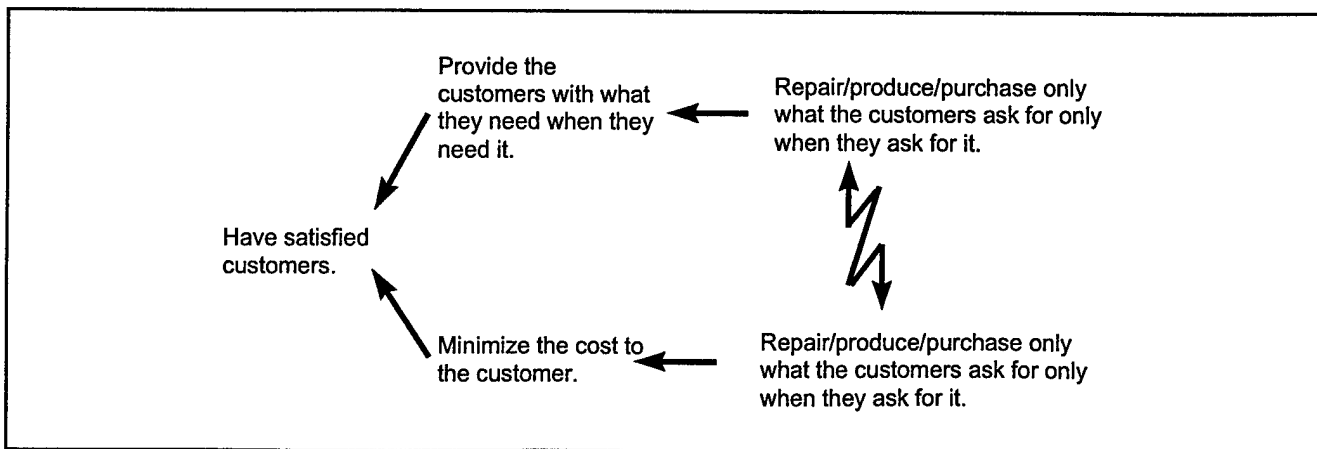 Provide the
customers with what
they need when they
need it.
Repair/produce/purchase only
what the customers ask for only
when they ask for it.
Have satisfied
customers.
Minimize the cost to
the customer.
Repair/produce/purchase only
what the customers ask for only
when they ask for it.